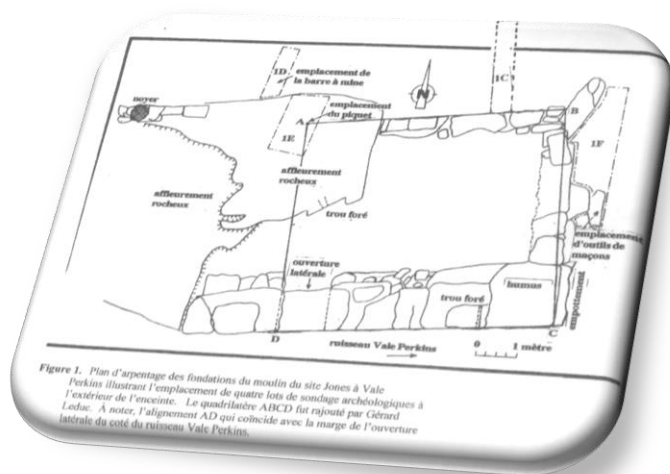 1D
emplacement de
la barre à mine
1C
noyer
N
emplacement
du piquet
A
B
1E
1F
affleurement
rocheux
affleurement
rocheux
trou foré
emplacement
d'outils de
maçons
ouverture
latérale
trou foré
humus
empottement
D
C
ruisseau Vale Perkins
0 1 mètre
Figure 1. Plan d'arpentage des fondations du moulin du site Jones à Vale
Perkins illustrant l'emplacement de quatre lots de sondage archéologiques à
l'extérieur de l'enceinte. Le quadrilatère ABCD fut rajouté par Gérard
Leduc. À noter, l'alignement AD qui coïncide avec la marge de l'ouverture
latérale du coté du ruisseau Vale Perkins.